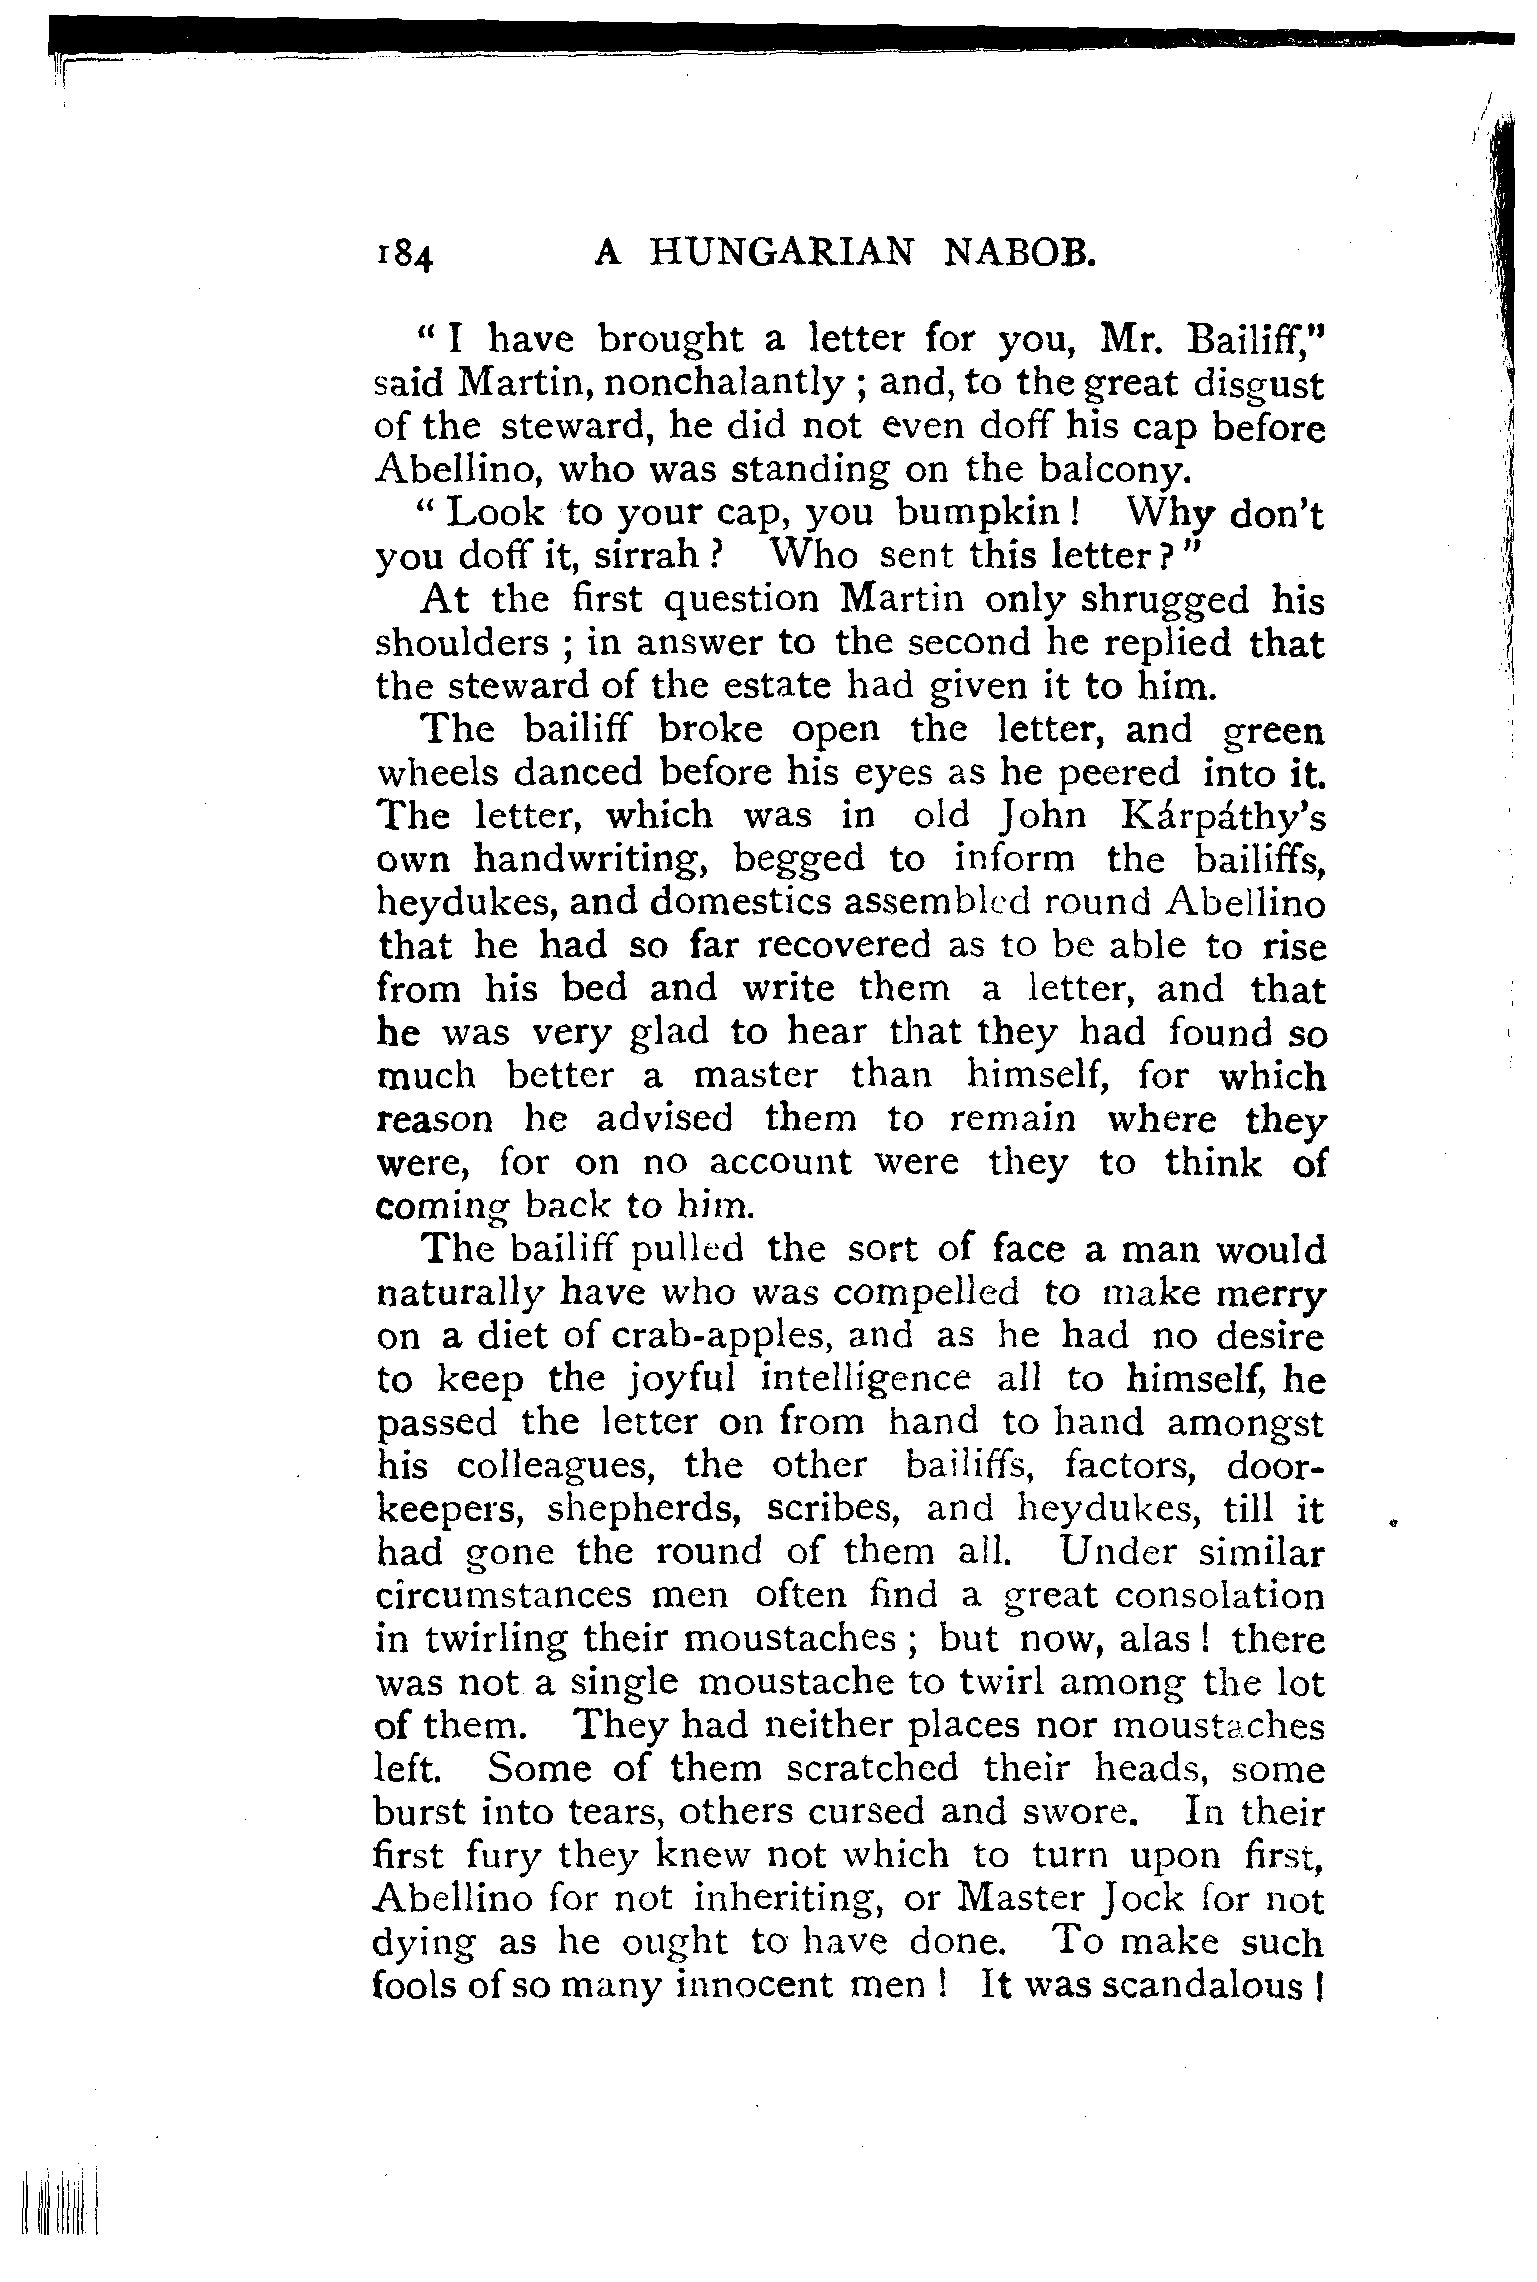 184 A HUNGARIAN NABOB.
" I have brought a letter for you, Mr. Bailiff,"
said Martin, nonchalantly ; and, to the great disgust
of the steward, he did not even doff his cap before
Abellino, who was standing on the balcony.
" Look to your cap, you bumpkin ! Why don't
you doff it, sirrah ? Who sent this letter ? "
At the first question Martin only shrugged his
shoulders ; in answer to the second he replied that
the steward of the estate had given it to him.
The bailiff broke open the letter, and green
wheels danced before his eyes as he peered into it.
The letter, which was in old John Kárpáthy's
own handwriting, begged to inform the bailiffs,
heydukes, and domestics assembled round Abellino
that he had so far recovered as to be able to rise
from his bed and write them a letter, and that
he was very glad to hear that they had found so
much better a master than himself, for which
reason he advised them to remain where they
were, for on no account were they to think of
coming back to him.
The bailiff pulled the sort of face a man would
naturally have who was compelled to make merry
on a diet of crab-apples, and as he had no desire
to keep the joyful intelligence all to himself, he
passed the letter on from hand to hand amongst
his colleagues, the other bailiffs, factors, door-
keepers, shepherds, scribes, and heydukes, till it
had gone the round of them all. Under similar
circumstances men often find a great consolation
in twirling their moustaches ; but now, alas ! there
was not a single moustache to twirl among the lot
of them. They had neither places nor moustaches
left. Some of them scratched their heads, some
burst into tears, others cursed and swore. In their
first fury they knew not which to turn upon first,
Abellino for not inheriting, or Master Jock for not
dying as he ought to have done. To make such
fools of so many innocent men ! It was scandalous !